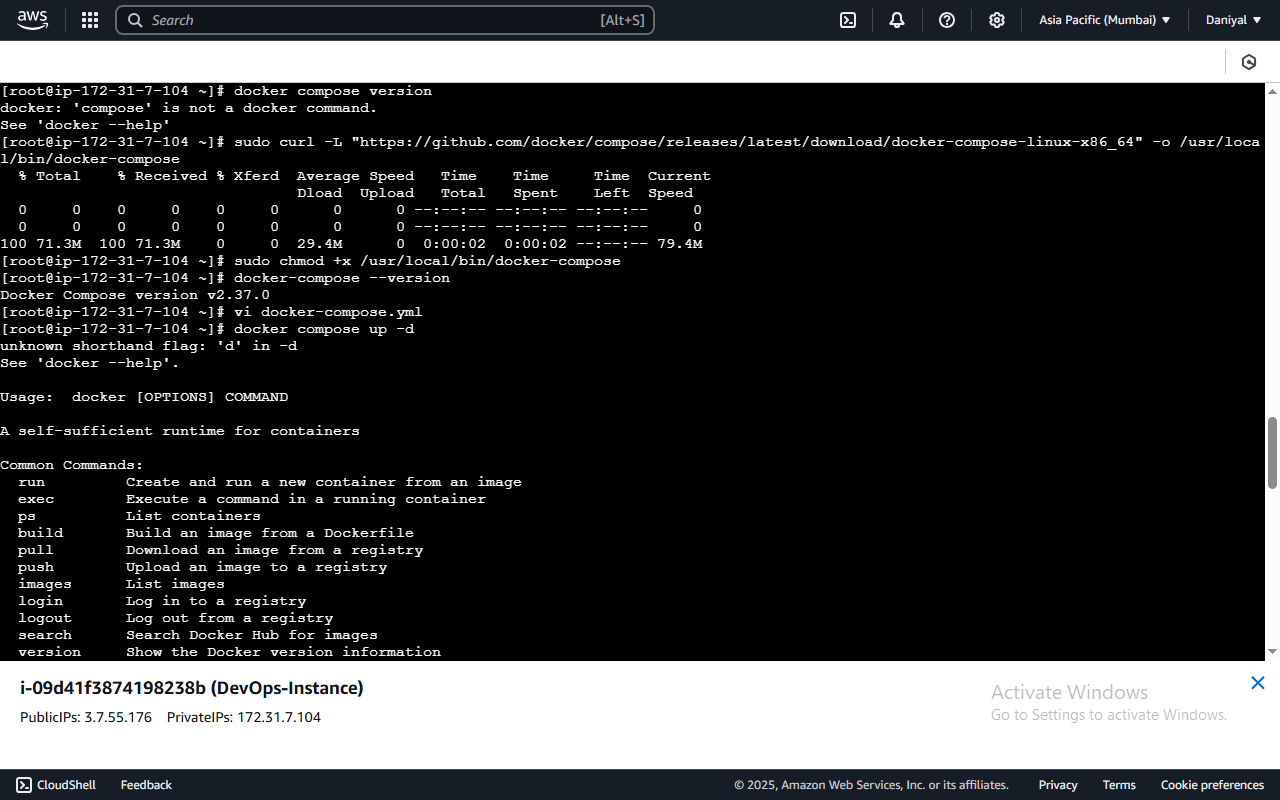 aws
Search [Alt+S]
Asia Pacific (Mumbai) Daniyal
[root@ip-172-31-7-104 ~]# docker compose version
docker: 'compose' is not a docker command.
See 'docker --help'
[root@ip-172-31-7-104 ~]# sudo curl -L "https://github.com/docker/compose/releases/latest/download/docker-compose-linux-x86_64" -o /usr/loca
l/bin/docker-compose
  % Total    % Received % Xferd  Average Speed   Time    Time     Time  Current
                                 Dload  Upload   Total   Spent    Left  Speed
  0     0    0     0    0     0      0      0 --:--:-- --:--:-- --:--:--     0
  0     0    0     0    0     0      0      0 --:--:-- --:--:-- --:--:--     0
100 71.3M  100 71.3M    0     0  29.4M      0  0:00:02  0:00:02 --:--:-- 79.4M
[root@ip-172-31-7-104 ~]# sudo chmod +x /usr/local/bin/docker-compose
[root@ip-172-31-7-104 ~]# docker-compose --version
Docker Compose version v2.37.0
[root@ip-172-31-7-104 ~]# vi docker-compose.yml
[root@ip-172-31-7-104 ~]# docker compose up -d
unknown shorthand flag: 'd' in -d
See 'docker --help'.
Usage:  docker [OPTIONS] COMMAND
A self-sufficient runtime for containers
Common Commands:
  run         Create and run a new container from an image
  exec        Execute a command in a running container
  ps          List containers
  build       Build an image from a Dockerfile
  pull        Download an image from a registry
  push        Upload an image to a registry
  images      List images
  login       Log in to a registry
  logout      Log out from a registry
  search      Search Docker Hub for images
  version     Show the Docker version information
i-09d41f3874198238b (DevOps-Instance)
PublicIPs: 3.7.55.176 PrivateIPs: 172.31.7.104
Activate Windows
Go to Settings to activate Windows.
CloudShell Feedback © 2025, Amazon Web Services, Inc. or its affiliates. Privacy Terms Cookie preferences